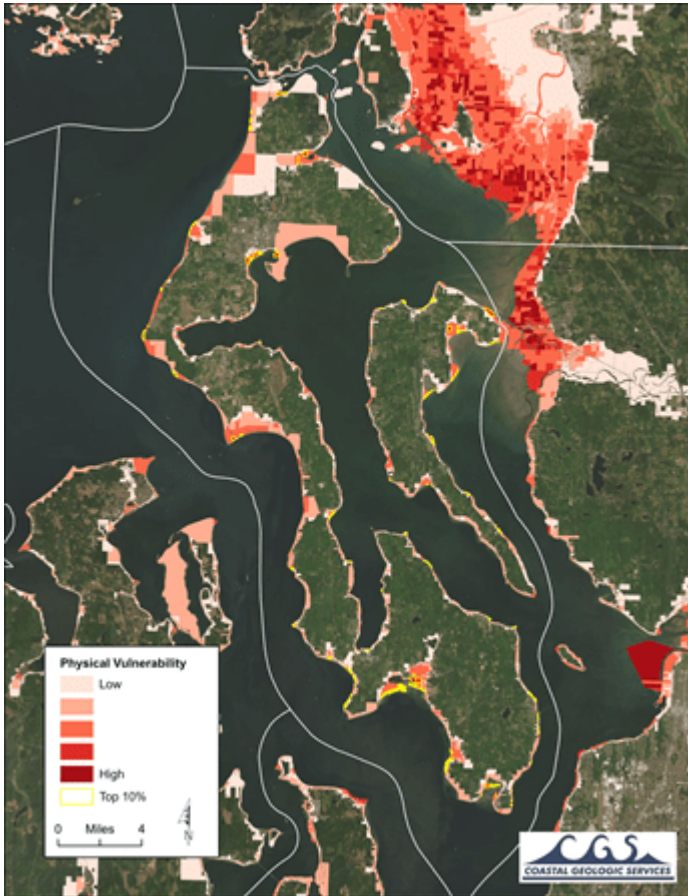 Physical Vulnerability
Low
High
Top 10%
0 Miles 4
CGS
COASTAL GEOLOGIC SERVICES